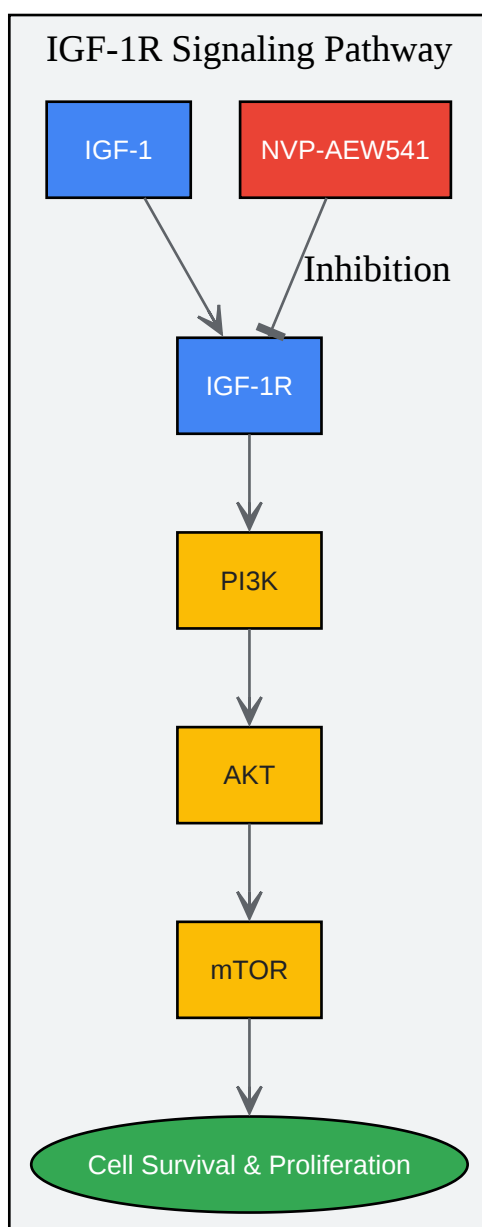 IGF-1R Signaling Pathway
IGF-1
NVP-AEW541
Inhibition
IGF-1R
PI3K
AKT
mTOR
Cell Survival & Proliferation